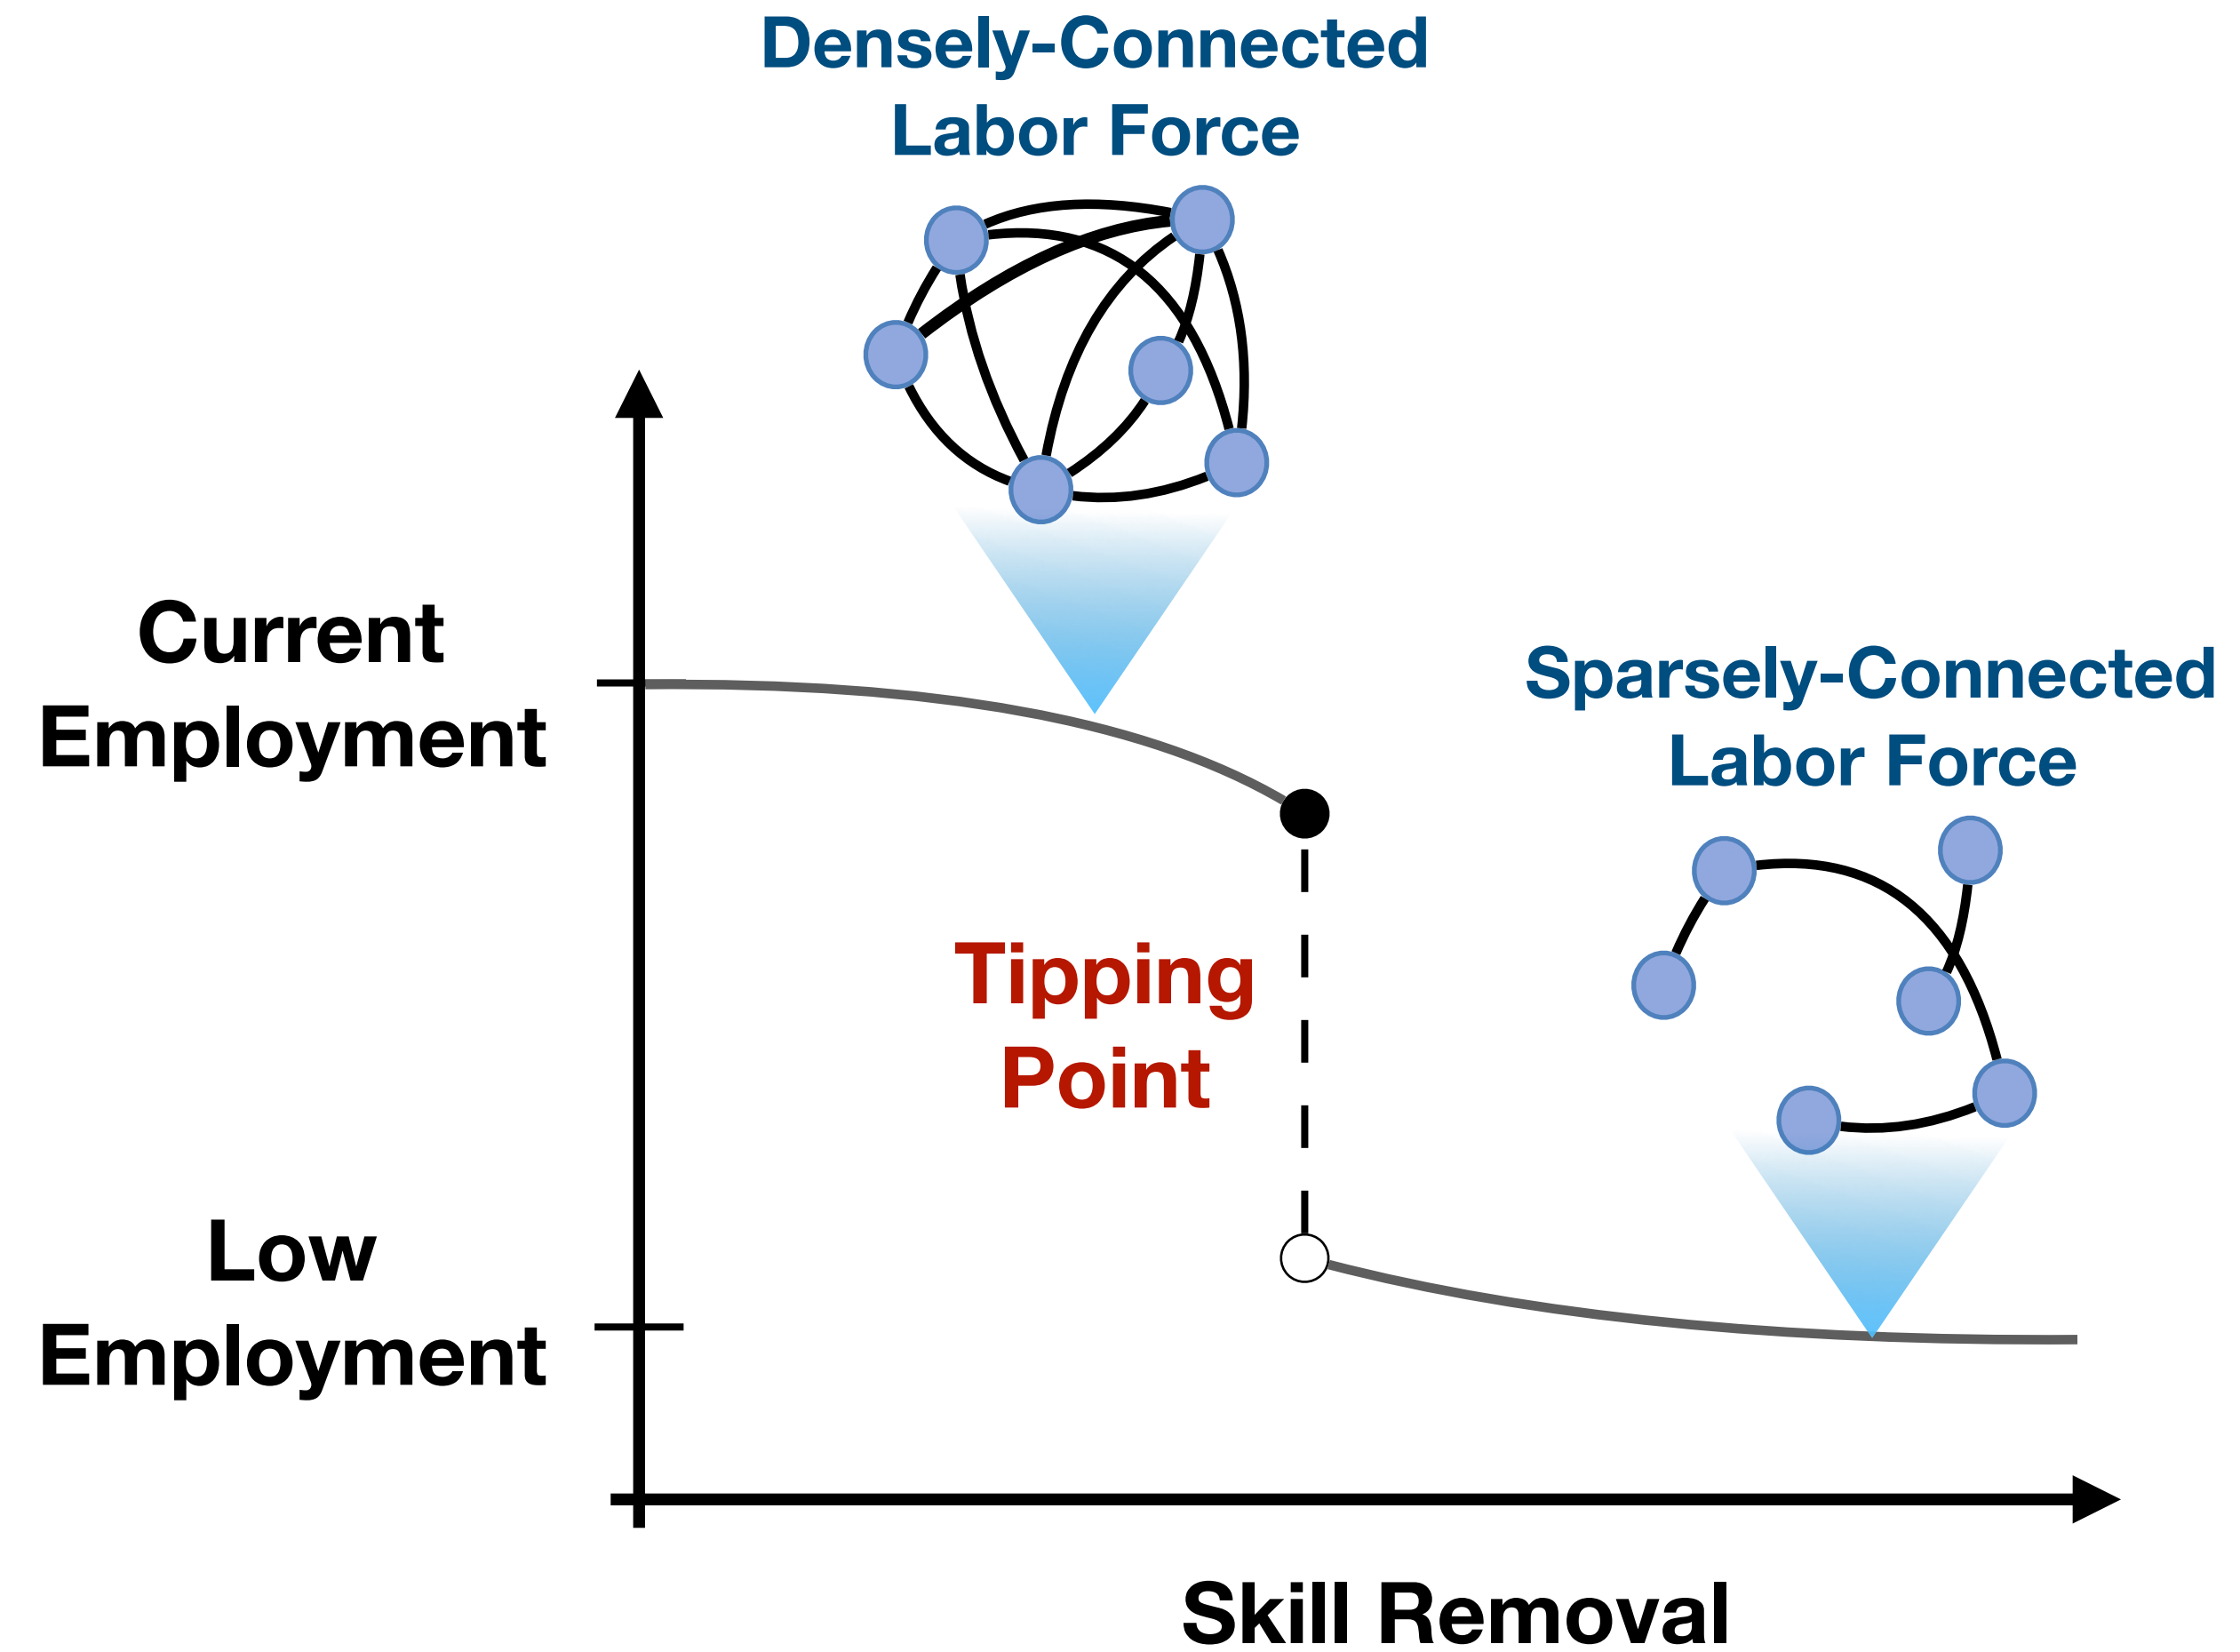 Densely-Connected
Labor Force
Current
Employment
Sparsely-Connected
Labor Force
Tipping
Point
Low
Employment
Skill Removal